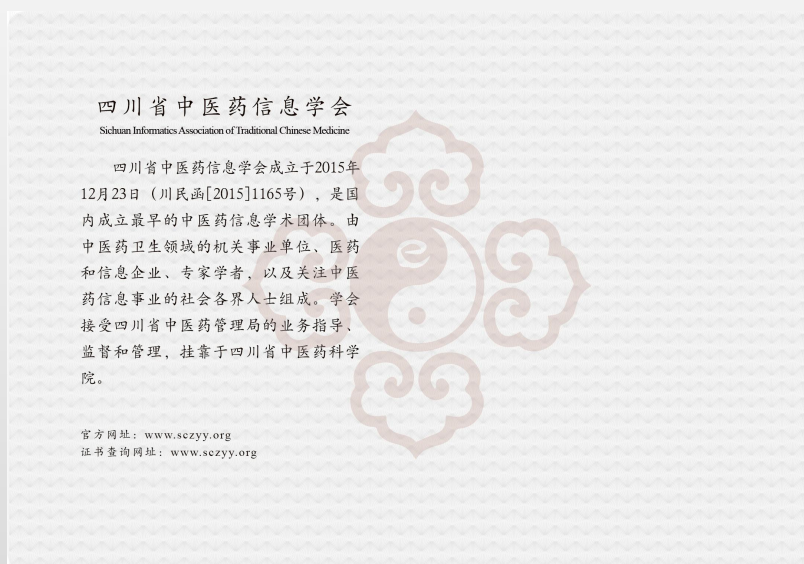 四川省中医药信息学会
Sichuan Informatics Association of Traditional Chinese Medicine
四川省中医药信息学会成立于2015年
12月23日（川民函[2015]1165号），是国
内成立最早的中医药信息学术团体。由
中医药卫生领域的机关事业单位、医药
和信息企业、专家学者，以及关注中医
药信息事业的社会各界人士组成。学会
接受四川省中医药管理局的业务指导、
监督和管理，挂靠于四川省中医药科学
院。
官方网址：www.sczyy.org
证书查询网址：www.sczyy.org